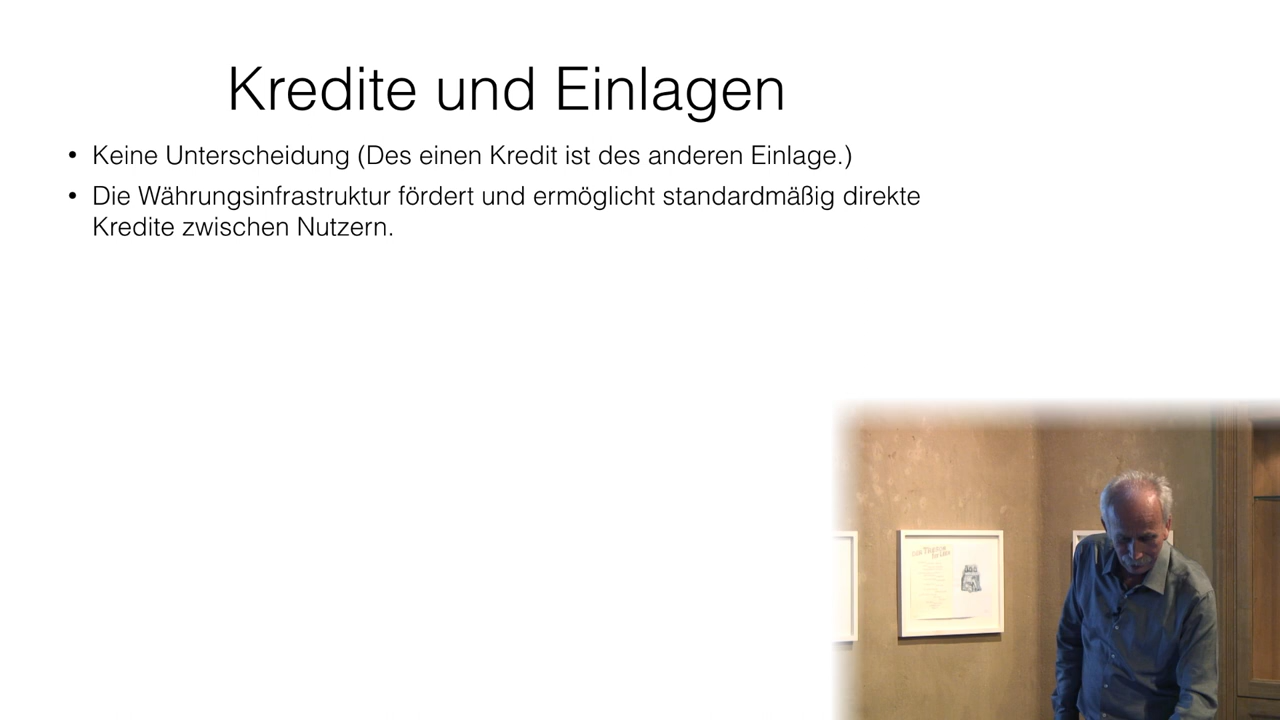 Kredite und Einlagen
• Keine Unterscheidung (Des einen Kredit ist des anderen Einlage.)
• Die Währungsinfrastruktur fördert und ermöglicht standardmäßig direkte
Kredite zwischen Nutzern.